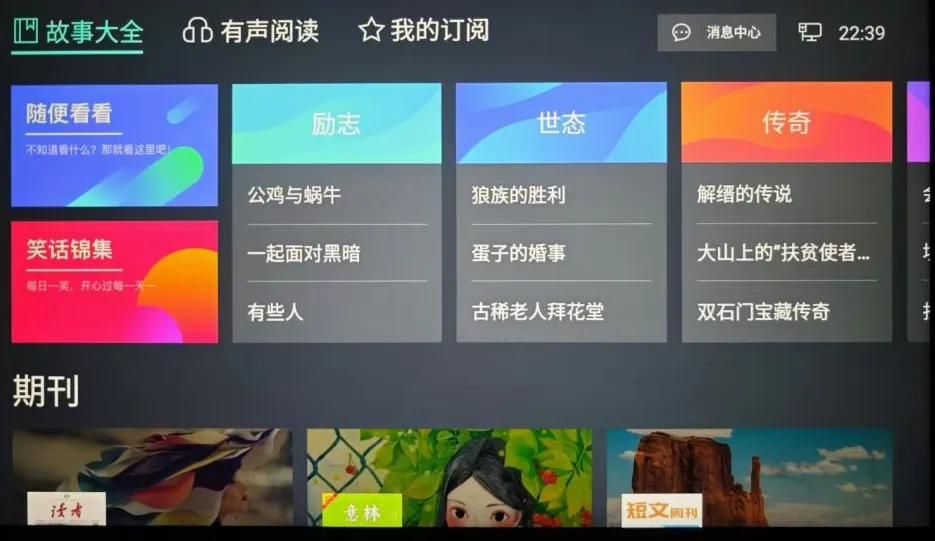 故事大全
有声阅读
我的订阅
消息中心
22:39
随便看看
不知道看什么？那就看这里吧！
笑话锦集
每日一笑，开心过每一天～
励志
公鸡与蜗牛
一起面对黑暗
有些人
世态
狼族的胜利
蛋子的婚事
古稀老人拜花堂
传奇
解缙的传说
大山上的“扶贫使者...
双石门宝藏传奇
期刊
读者
意林
短文周刊